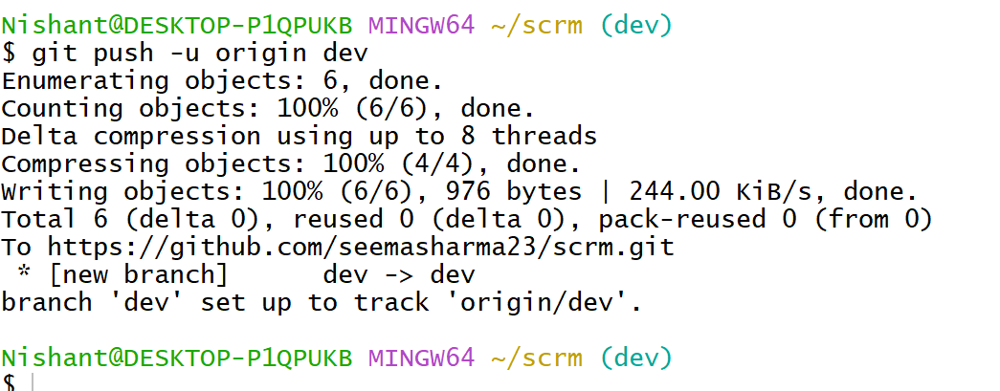 Nishant@DESKTOP-P1QPUKB MINGW64 ~/scrm (dev)
$ git push -u origin dev
Enumerating objects: 6, done.
Counting objects: 100% (6/6), done.
Delta compression using up to 8 threads
Compressing objects: 100% (4/4), done.
Writing objects: 100% (6/6), 976 bytes | 244.00 KiB/s, done.
Total 6 (delta 0), reused 0 (delta 0), pack-reused 0 (from 0)
To https://github.com/seemasharma23/scrm.git
 * [new branch]      dev -> dev
branch 'dev' set up to track 'origin/dev'.

Nishant@DESKTOP-P1QPUKB MINGW64 ~/scrm (dev)
$